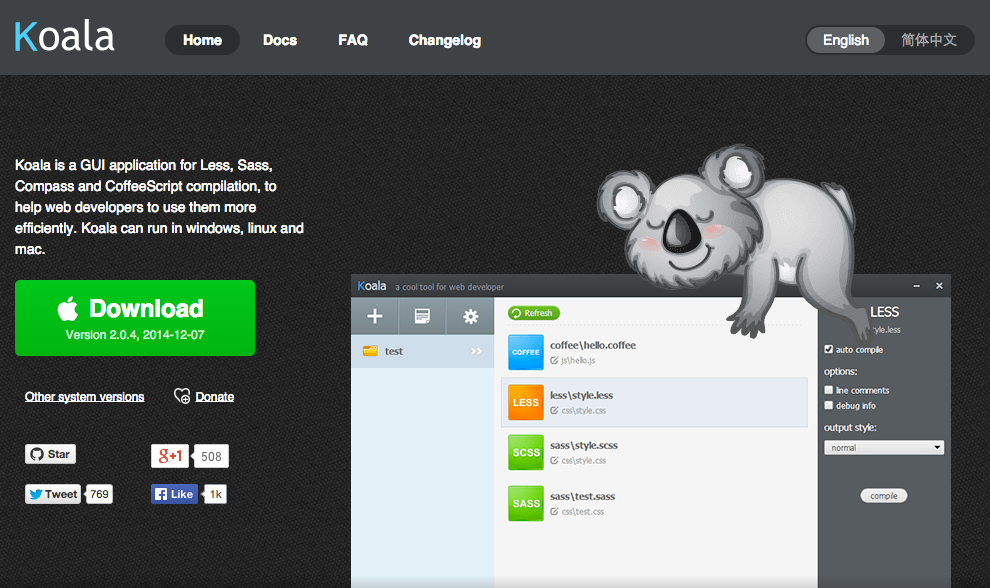 Koala
Home
Docs
FAQ
Changelog
English
简体中文
Koala is a GUI application for Less, Sass,
Compass and CoffeeScript compilation, to
help web developers to use them more
efficiently. Koala can run in windows, linux and
mac.
Download
Version 2.0.4, 2014-12-07
Other system versions
Donate
Star
g+1
508
Tweet
769
Like
1k
Koala
a cool tool for web developer
Refresh
test
COFFEE
coffee\hello.coffee
js\hello.js
LESS
less\style.less
css\style.css
SCSS
sass\style.scss
css\style.css
SASS
sass\test.sass
css\test.css
LESS
yle.less
auto compile
options:
line comments
debug info
output style:
normal
compile